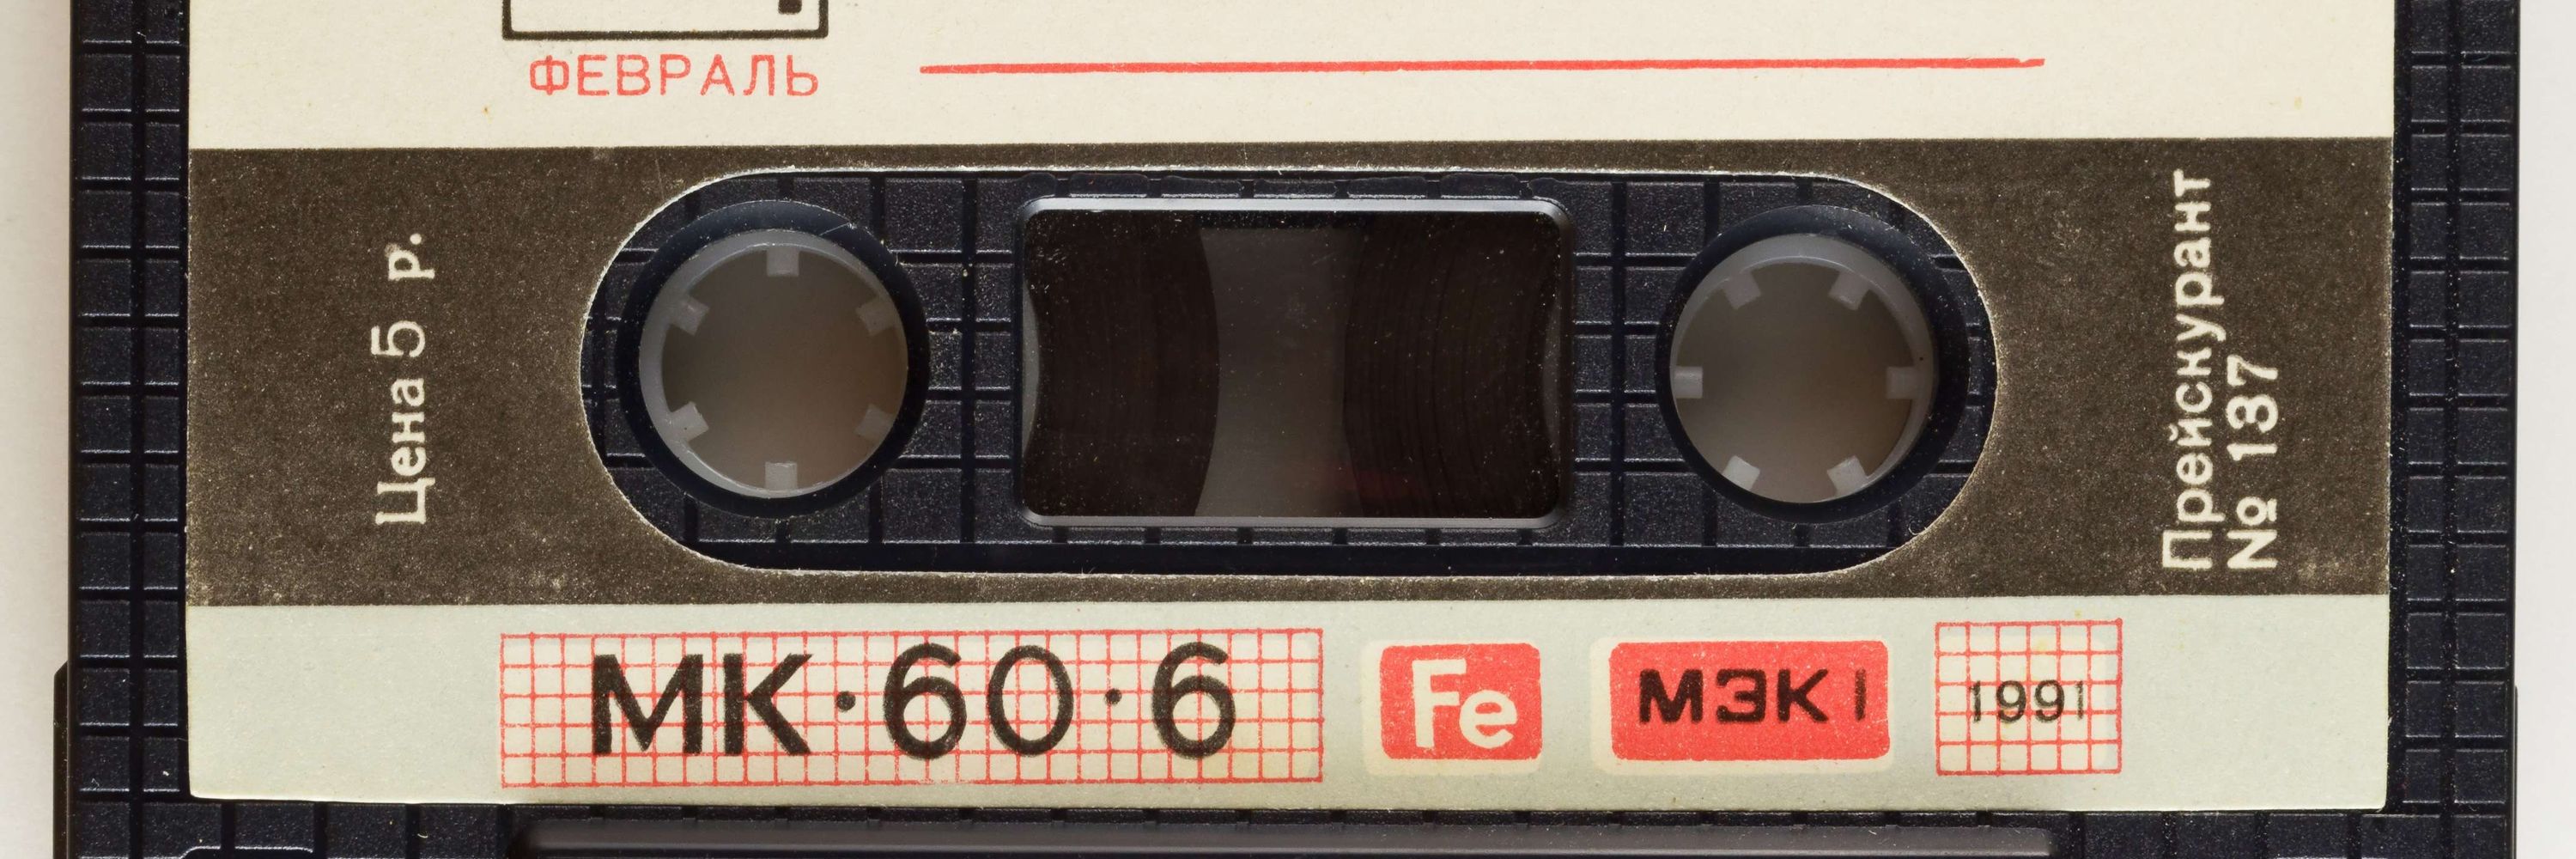 ФЕВРАЛЬ
Цена 5 р.
Прейскурант
№ 137
МК·60·6
Fe
МЭК I
1991